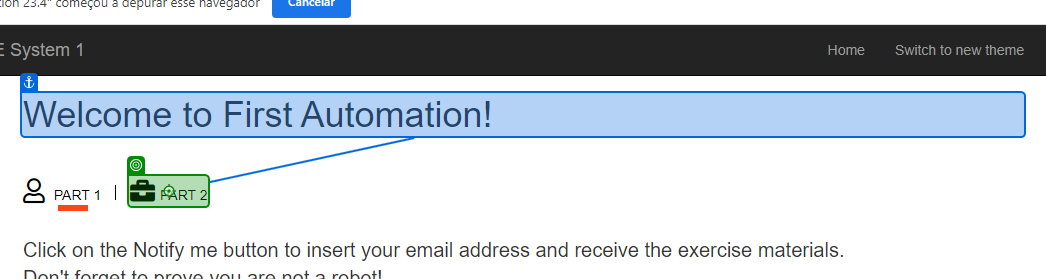 tion 23.4" começou a depurar esse navegador Cancelar
E System 1 Home Switch to new theme
Welcome to First Automation!
PART 1 | PART 2
Click on the Notify me button to insert your email address and receive the exercise materials.
Don't forget to prove you are not a robot!